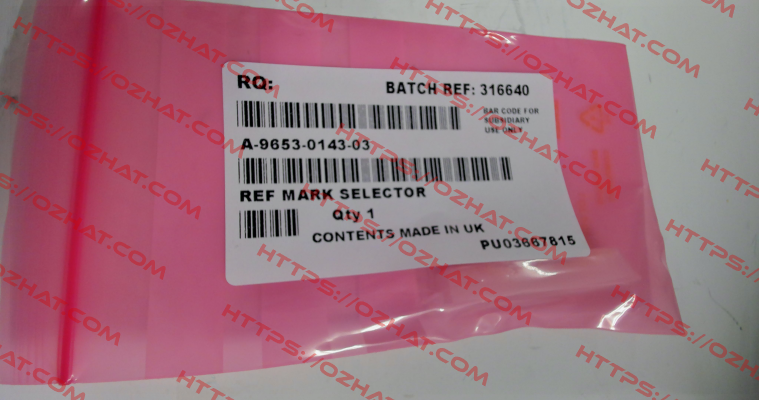 RQ:
BATCH REF: 316640
BAR CODE FOR
SUBSIDIARY
USE ONLY
A-9653-0143-03
REF MARK SELECTOR
Qty 1
CONTENTS MADE IN UK
PU03667815
HTTPS://OZHAT.COM